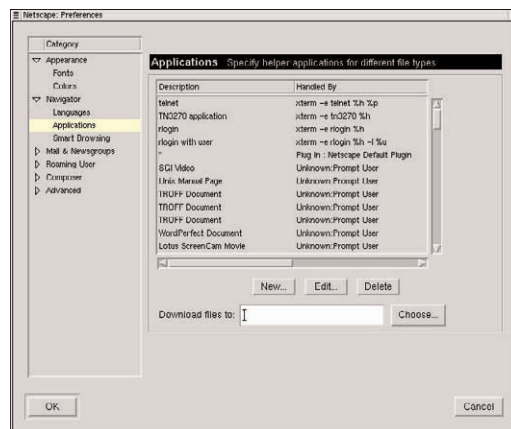 Netscape: Preferences
Category
Appearance
Fonts
Colors
Navigator
Languages
Applications
Smart Browsing
Mail & Newsgroups
Roaming User
Composer
Advanced
Applications Specify helper applications for different file types
Description Handled By
telnet xterm -e telnet %h %p
TN3270 application xterm -e tn3270 %h
rlogin xterm -e rlogin %h
rlogin with user xterm -e rlogin %h -l %u
* Plug In : Netscape Default Plugin
SGI Video Unknown:Prompt User
Unix Manual Page Unknown:Prompt User
TROFF Document Unknown:Prompt User
TROFF Document Unknown:Prompt User
TROFF Document Unknown:Prompt User
WordPerfect Document Unknown:Prompt User
Lotus ScreenCam Movie Unknown:Prompt User
New... Edit... Delete
Download files to: Choose...
OK Cancel